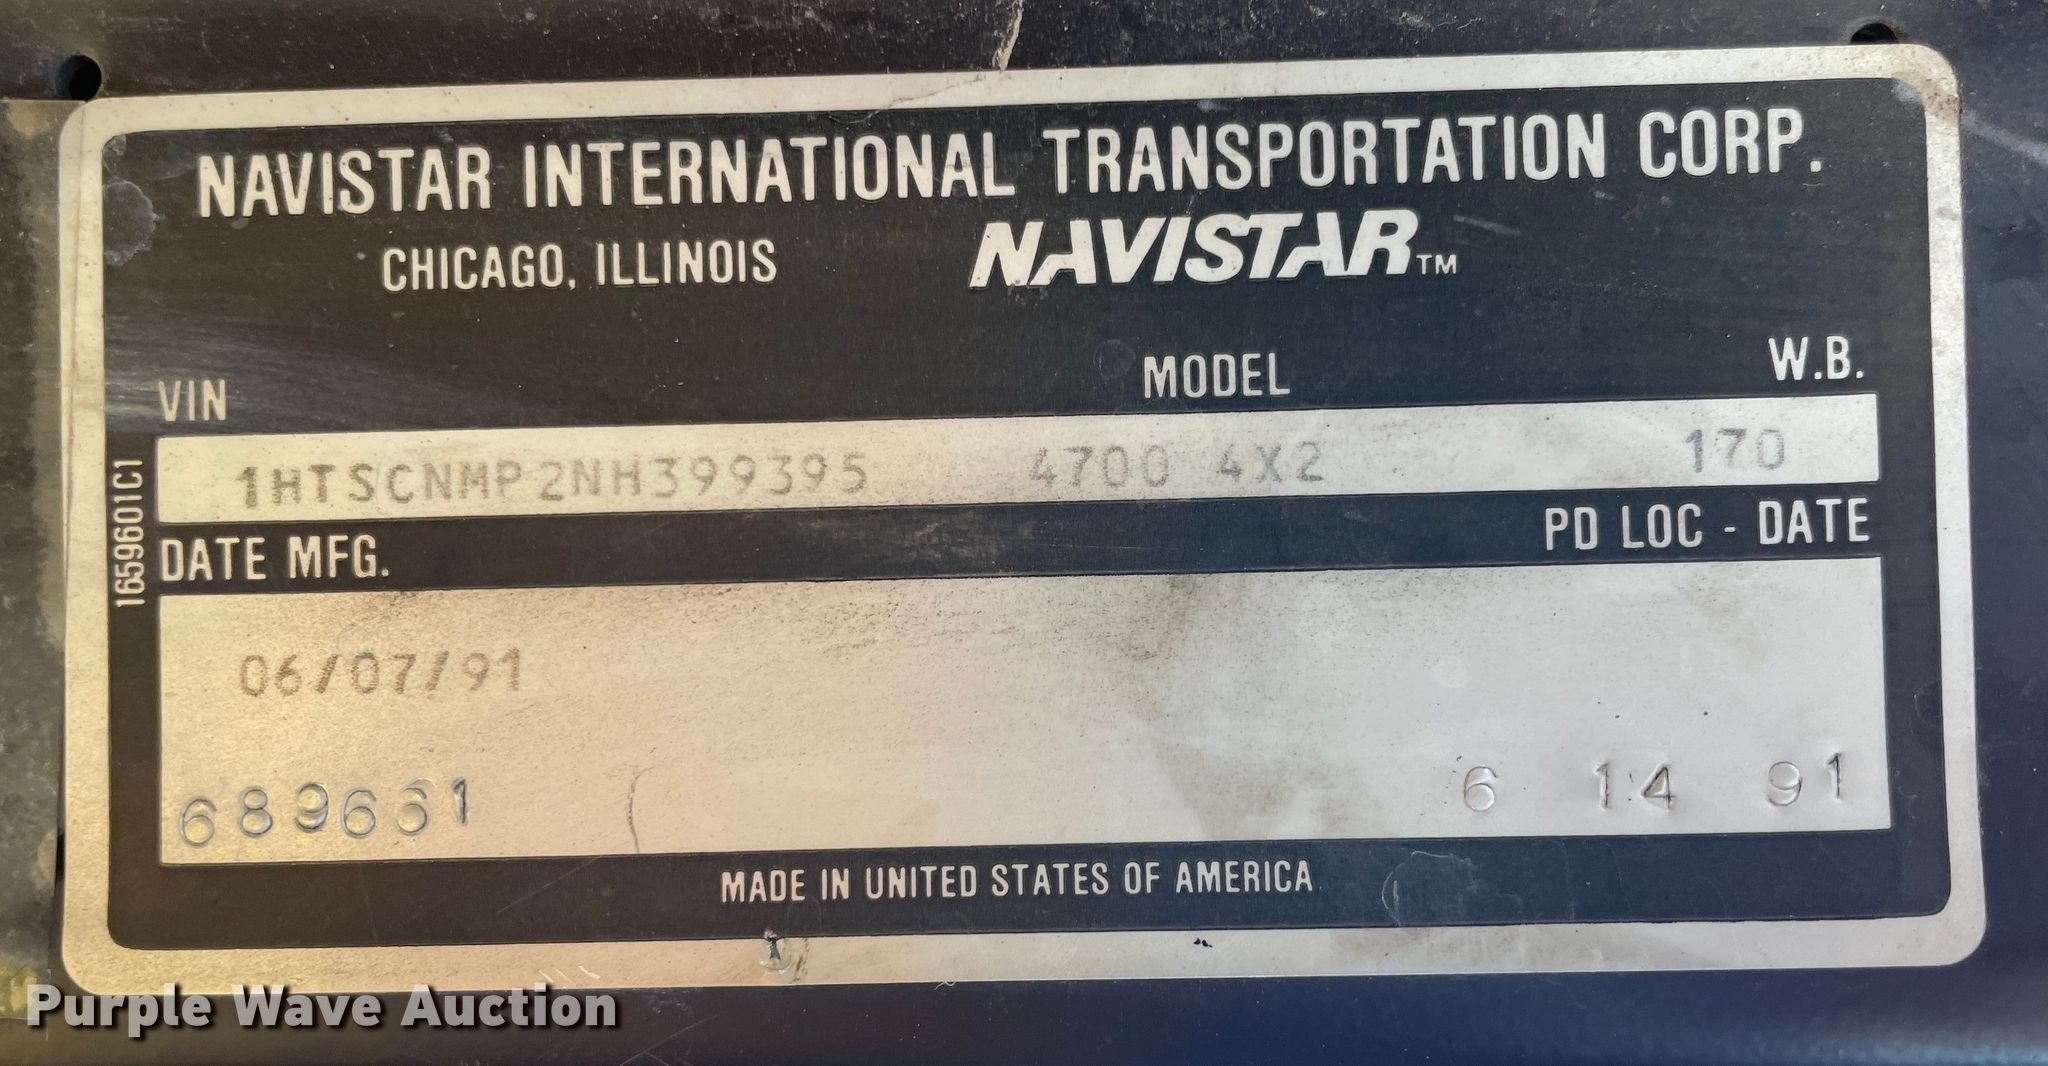 NAVISTAR INTERNATIONAL TRANSPORTATION CORP.
CHICAGO, ILLINOIS NAVISTAR™
VIN MODEL W.B.
1HTSCNMP2NH399395 4700 4X2 170
DATE MFG. PD LOC - DATE
06/07/91
689661 6 14 91
MADE IN UNITED STATES OF AMERICA
1659601C1
Purple Wave Auction